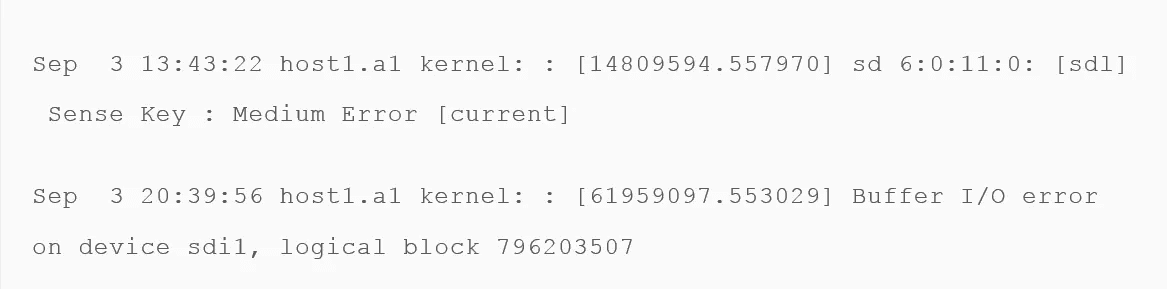 Sep  3 13:43:22 host1.a1 kernel: : [14809594.557970] sd 6:0:11:0: [sdl]
 Sense Key : Medium Error [current]
Sep  3 20:39:56 host1.a1 kernel: : [61959097.553029] Buffer I/O error
on device sdi1, logical block 796203507